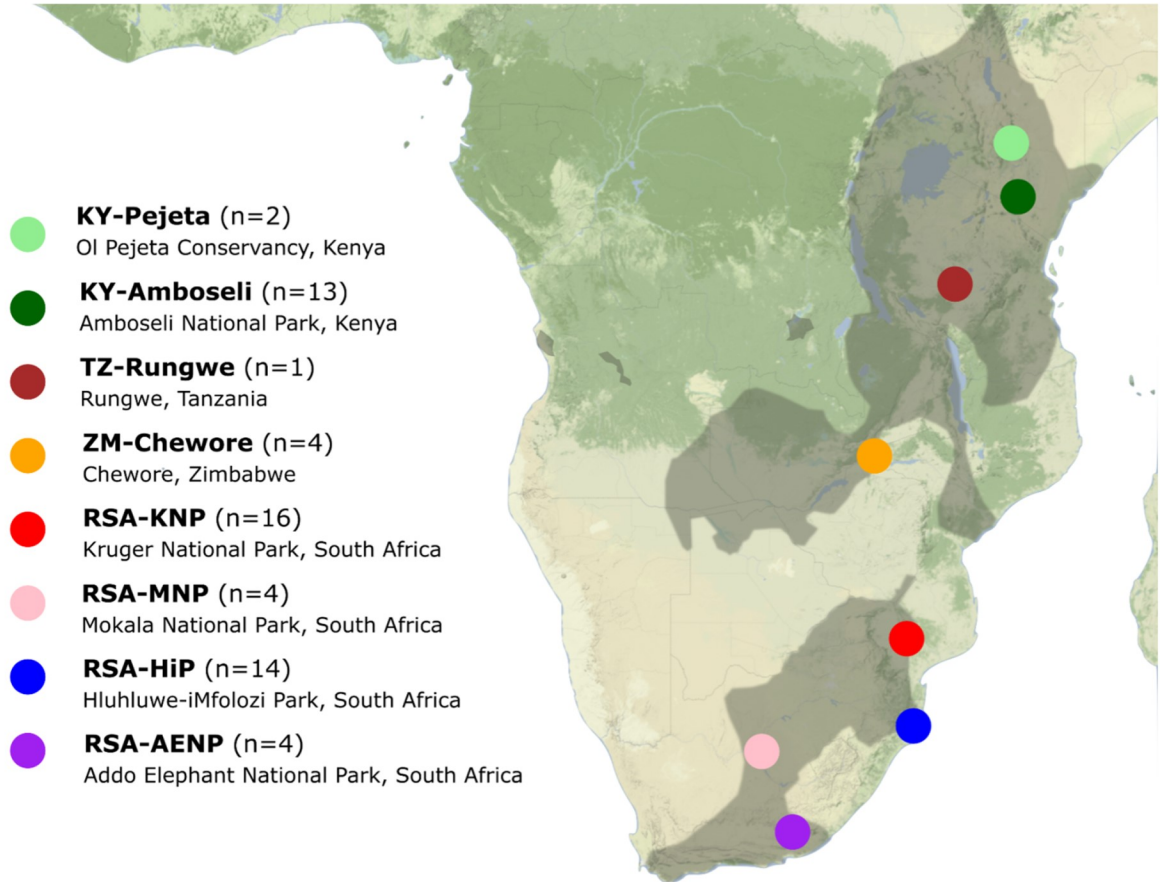 KY-Pejeta (n=2)
Ol Pejeta Conservancy, Kenya
KY-Amboseli (n=13)
Amboseli National Park, Kenya
TZ-Rungwe (n=1)
Rungwe, Tanzania
ZM-Chewore (n=4)
Chewore, Zimbabwe
RSA-KNP (n=16)
Kruger National Park, South Africa
RSA-MNP (n=4)
Mokala National Park, South Africa
RSA-HiP (n=14)
Hluhluwe-iMfolozi Park, South Africa
RSA-AENP (n=4)
Addo Elephant National Park, South Africa